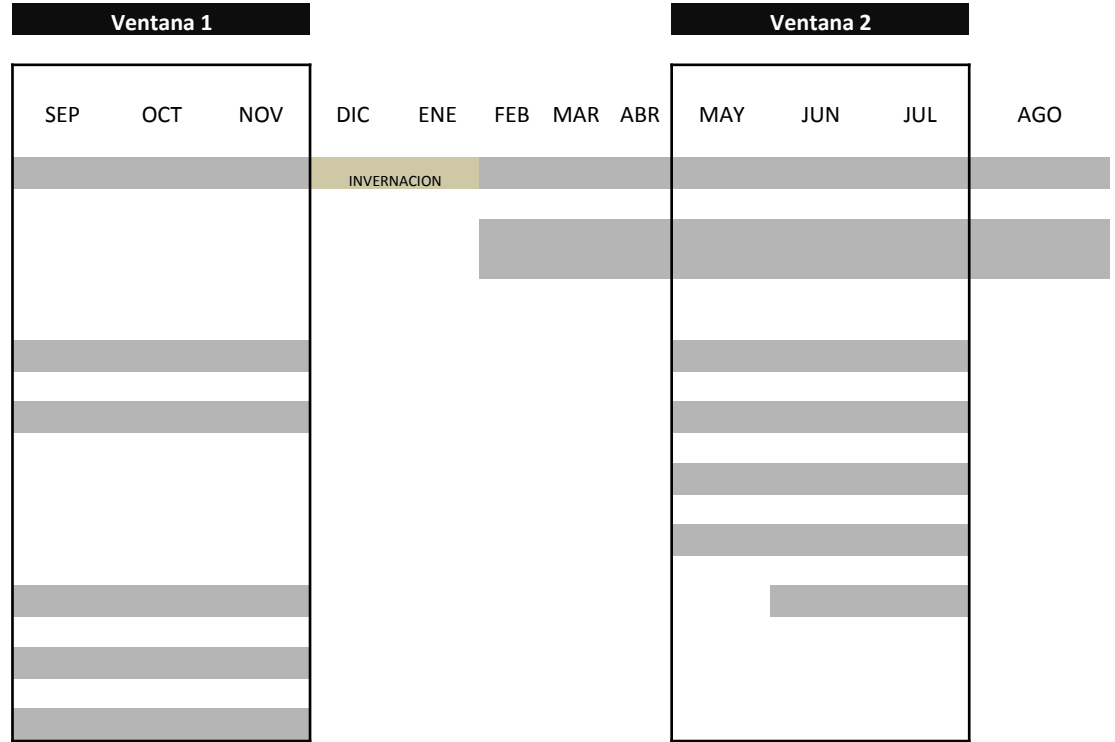 Ventana 1 Ventana 2
SEP OCT NOV DIC ENE FEB MAR ABR MAY JUN JUL AGO
INVERNACION